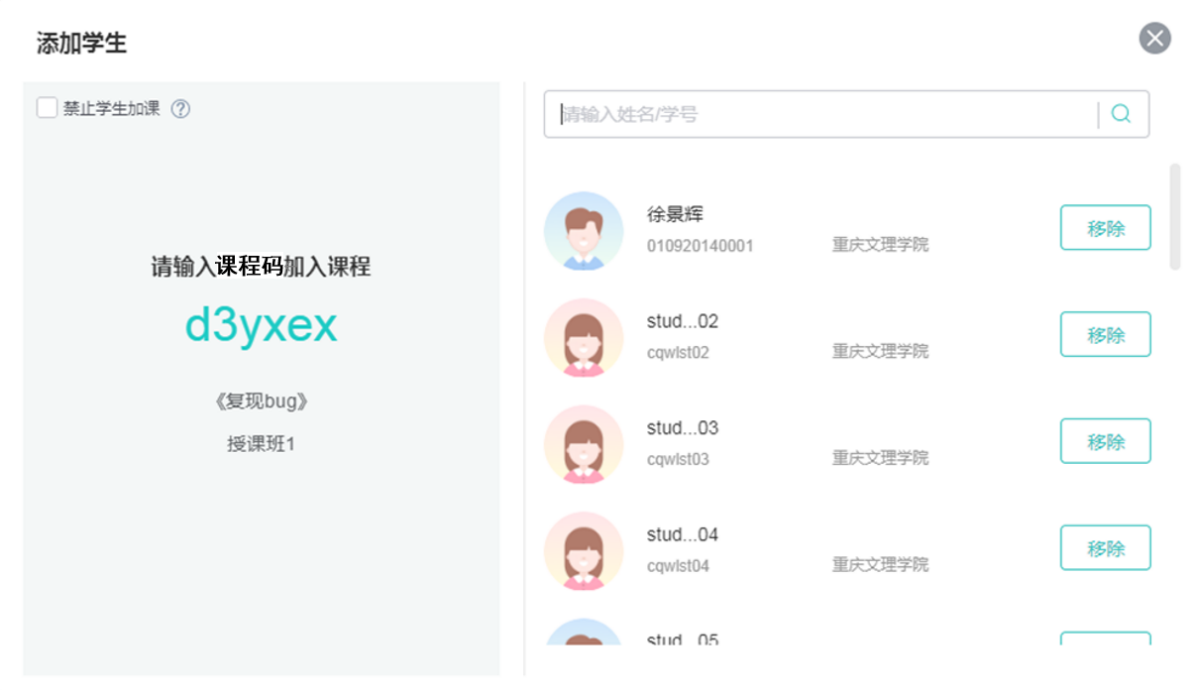 添加学生
禁止学生加课 ?
请输入课程码加入课程
d3yxex
《复现bug》
授课班1
请输入姓名/学号
徐景辉
010920140001 重庆文理学院 移除
stud...02
cqwlst02 重庆文理学院 移除
stud...03
cqwlst03 重庆文理学院 移除
stud...04
cqwlst04 重庆文理学院 移除
stud...05